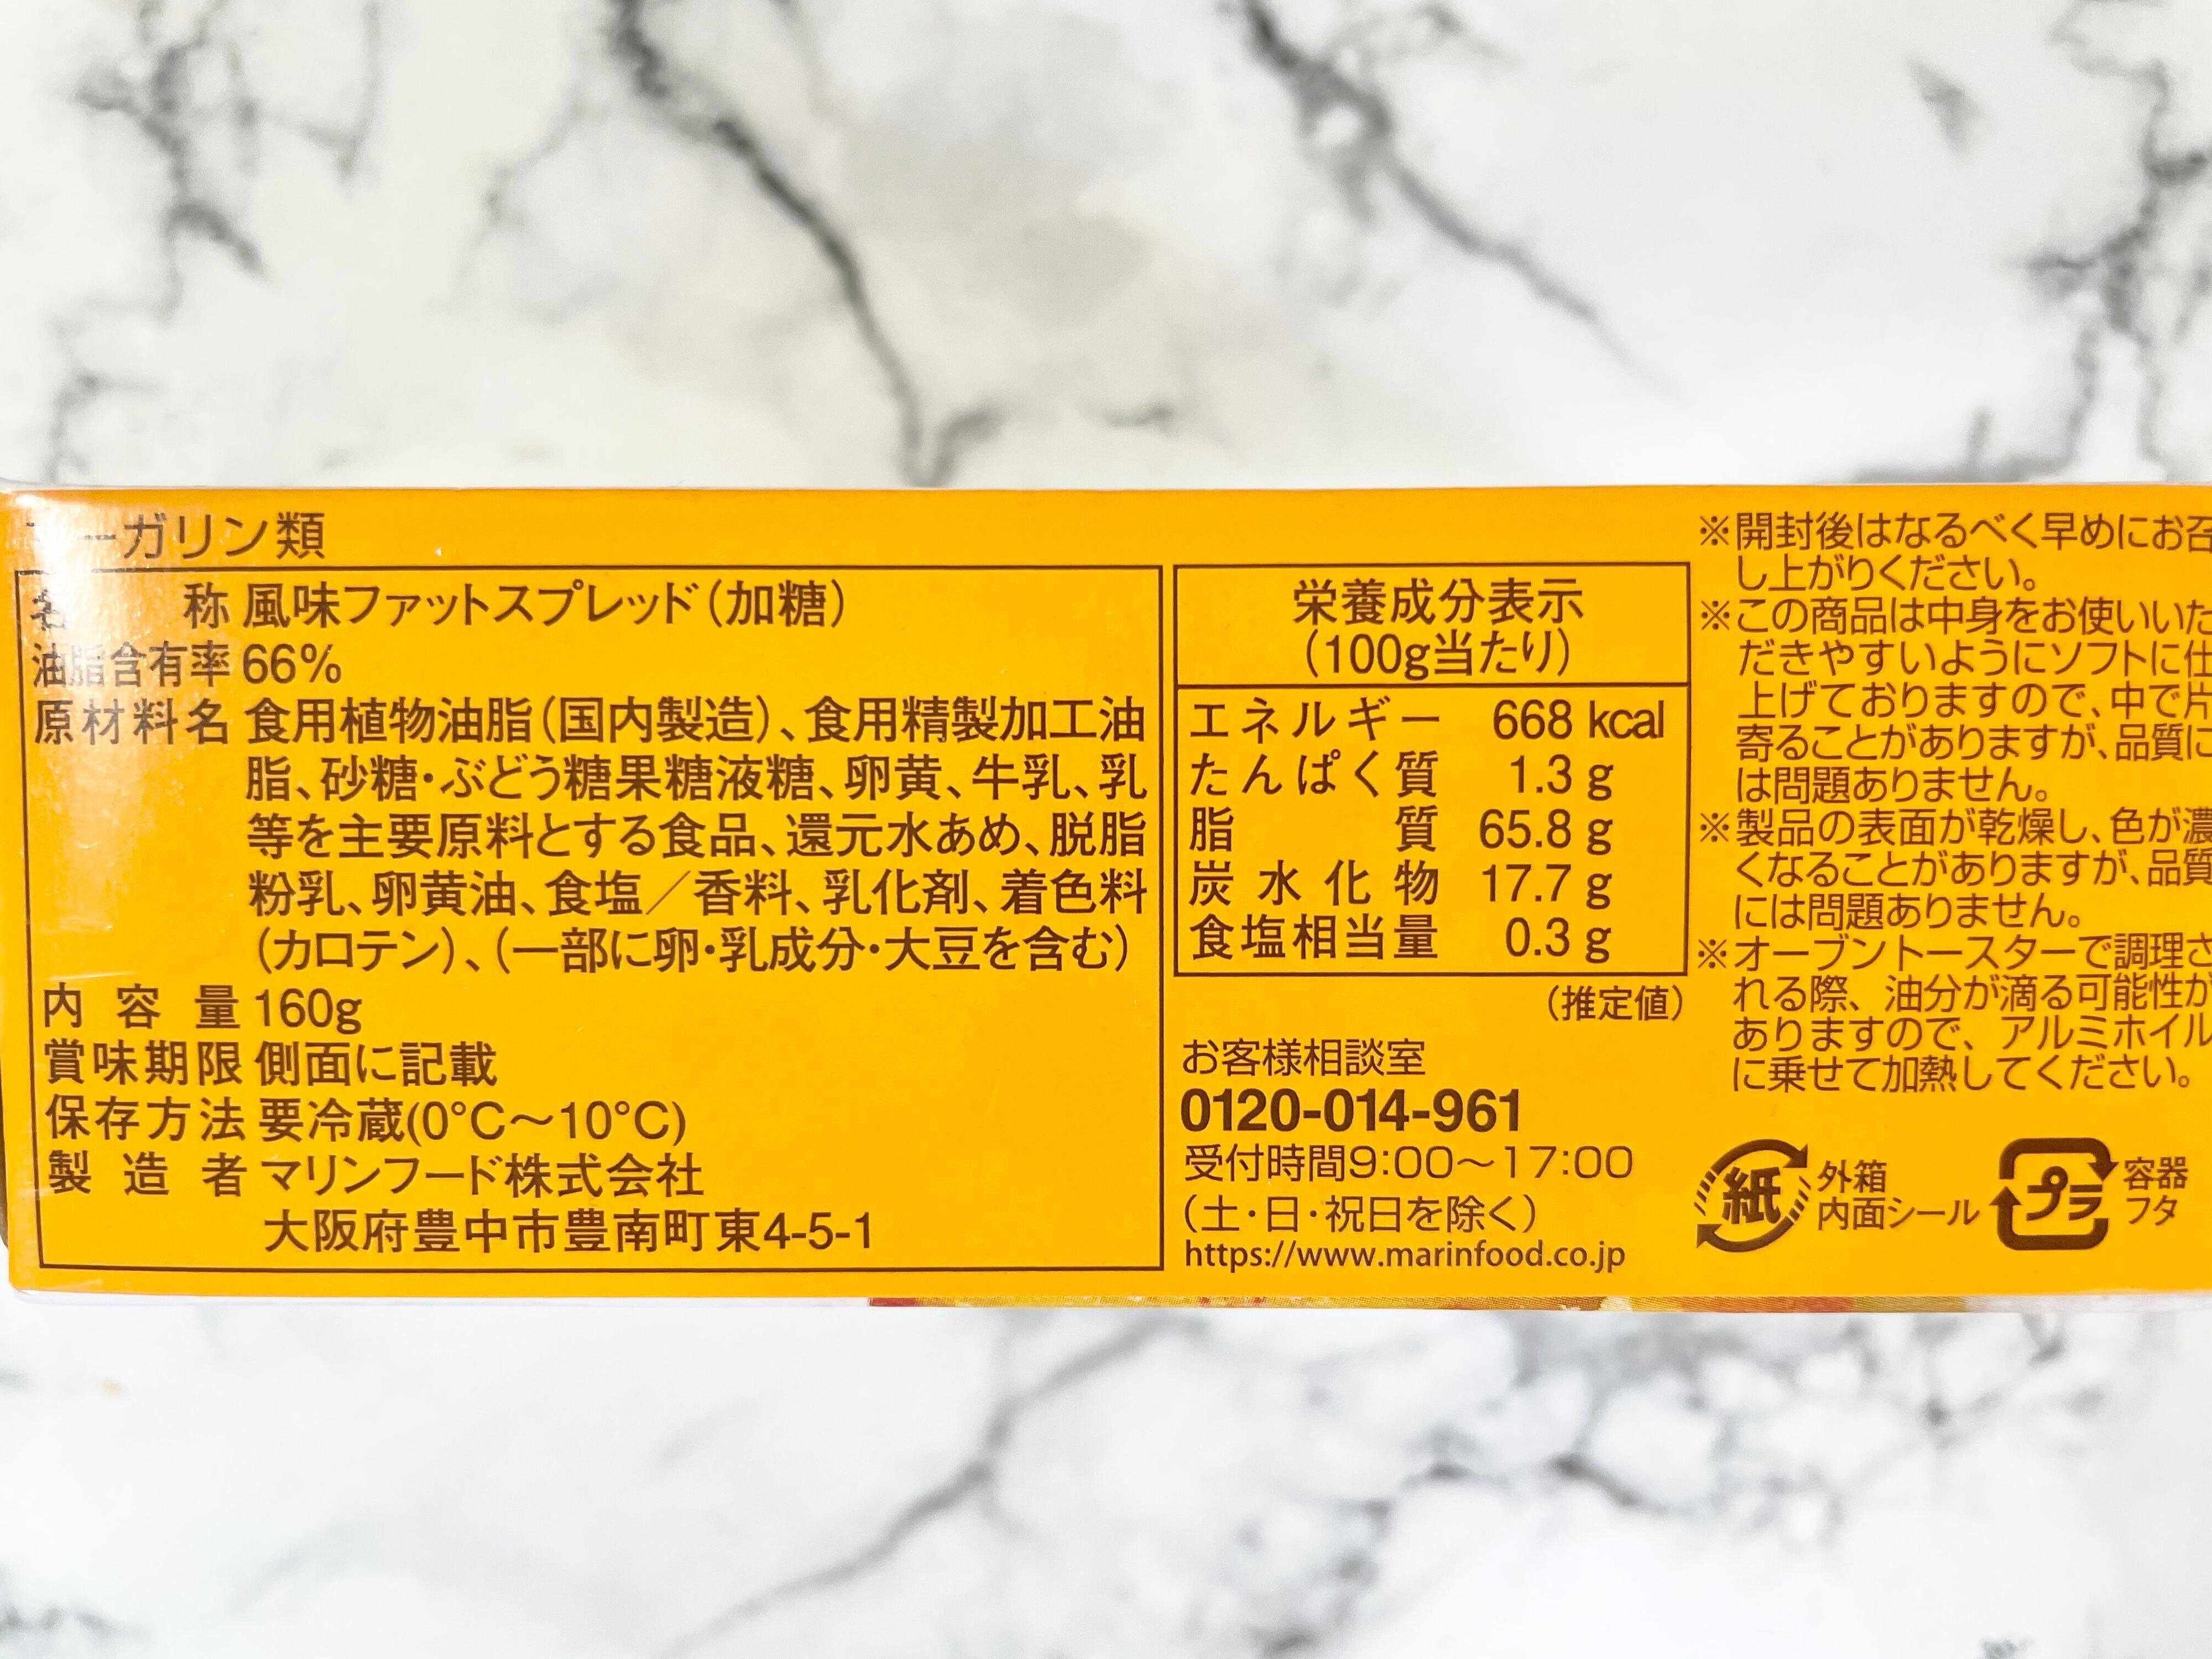 ーガリン類
名 称 風味ファットスプレッド（加糖）
油脂含有率 66%
原材料名 食用植物油脂（国内製造）、食用精製加工油
脂、砂糖・ぶどう糖果糖液糖、卵黄、牛乳、乳
等を主要原料とする食品、還元水あめ、脱脂
粉乳、卵黄油、食塩／香料、乳化剤、着色料
（カロテン）、（一部に卵・乳成分・大豆を含む）
内容量 160g
賞味期限 側面に記載
保存方法 要冷蔵(0℃〜10℃)
製造者 マリンフード株式会社
大阪府豊中市豊南町東4-5-1
栄養成分表示
（100g当たり）
エネルギー 668 kcal
たんぱく質 1.3 g
脂質 65.8 g
炭水化物 17.7 g
食塩相当量 0.3 g
（推定値）
お客様相談室
0120-014-961
受付時間9:00〜17:00
（土・日・祝日を除く）
https://www.marinfood.co.jp
※開封後はなるべく早めにお召
し上がりください。
※この商品は中身をお使いいた
だきやすいようにソフトに仕
上げておりますので、中で片
寄ることがありますが、品質に
は問題ありません。
※製品の表面が乾燥し、色が濃
くなることがありますが、品質
には問題ありません。
※オーブントースターで調理さ
れる際、油分が滴る可能性が
ありますので、アルミホイル
に乗せて加熱してください。
紙 外箱
内面シール
プラ 容器
フタ